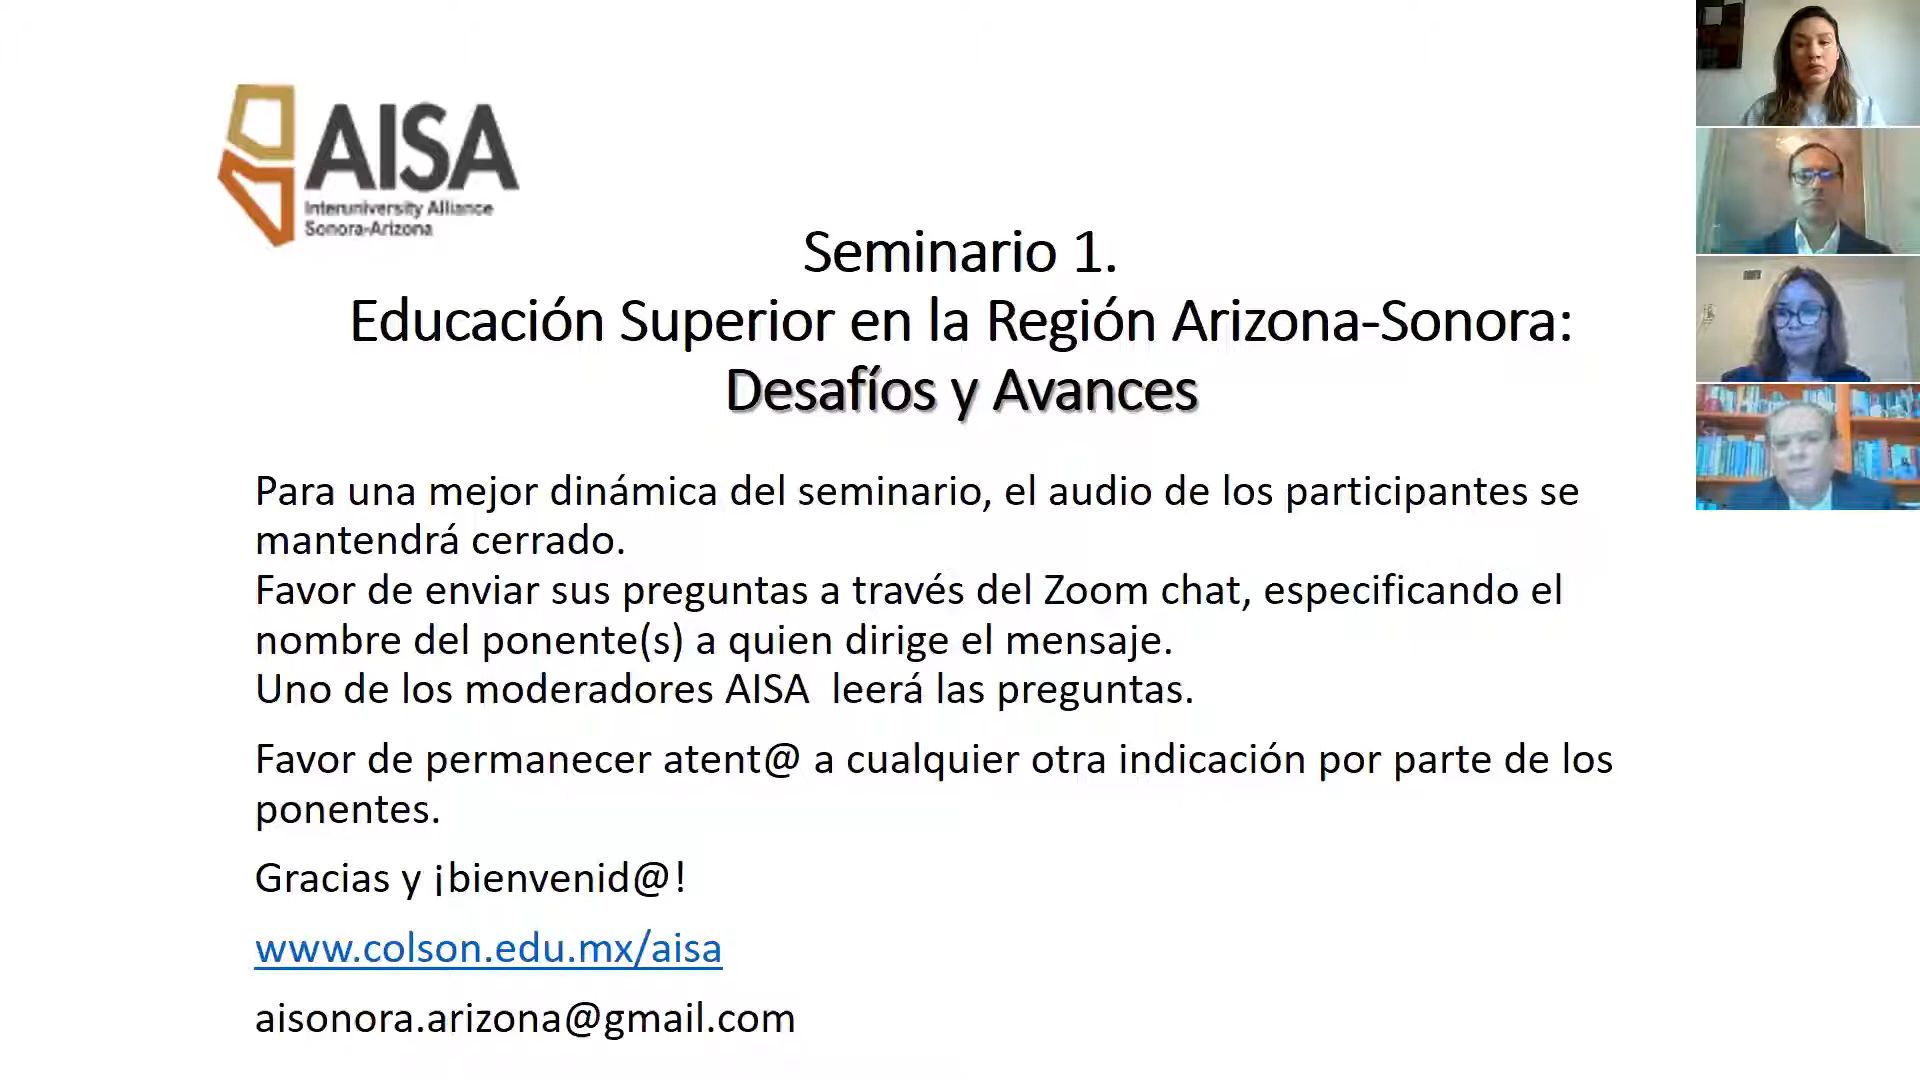 AISA
Interuniversity Alliance
Sonora-Arizona
Seminario 1.
Educación Superior en la Región Arizona-Sonora:
Desafíos y Avances
Para una mejor dinámica del seminario, el audio de los participantes se
mantendrá cerrado.
Favor de enviar sus preguntas a través del Zoom chat, especificando el
nombre del ponente(s) a quien dirige el mensaje.
Uno de los moderadores AISA  leerá las preguntas.
Favor de permanecer atent@ a cualquier otra indicación por parte de los
ponentes.
Gracias y ¡bienvenid@!
www.colson.edu.mx/aisa
aisonora.arizona@gmail.com